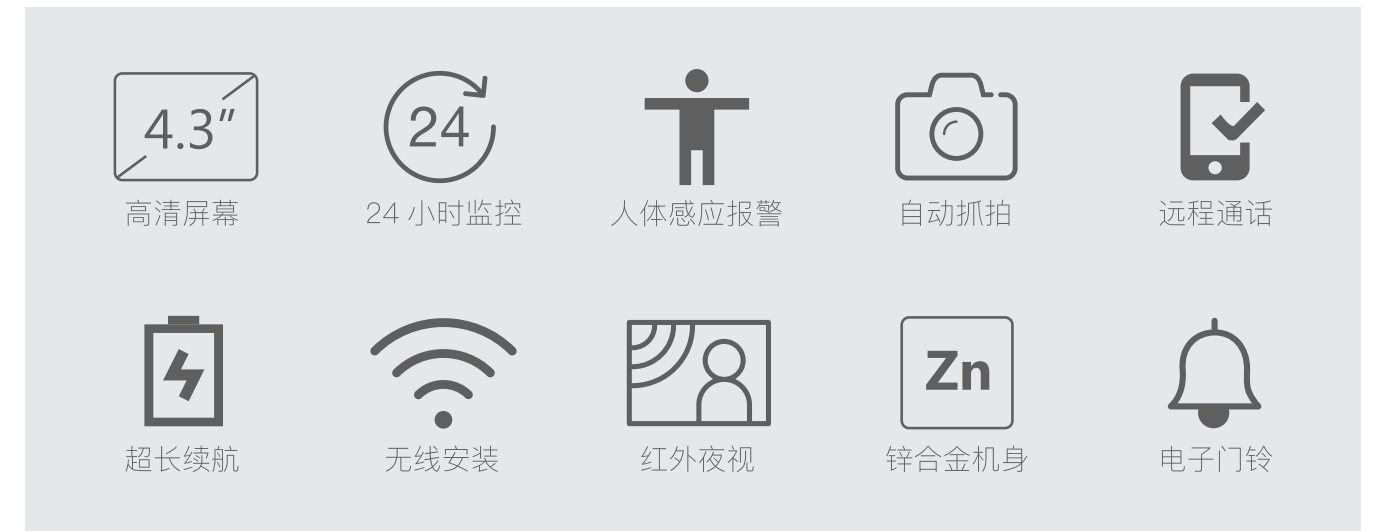 4.3"
24
高清屏幕
24 小时监控
人体感应报警
自动抓拍
远程通话
Zn
超长续航
无线安装
红外夜视
锌合金机身
电子门铃